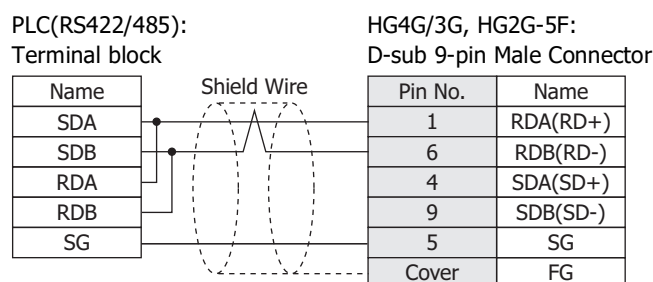 PLC(RS422/485):
Terminal block
HG4G/3G, HG2G-5F:
D-sub 9-pin Male Connector
Shield Wire
Name
SDA
SDB
RDA
RDB
SG
Pin No. Name
1 RDA(RD+)
6 RDB(RD-)
4 SDA(SD+)
9 SDB(SD-)
5 SG
Cover FG